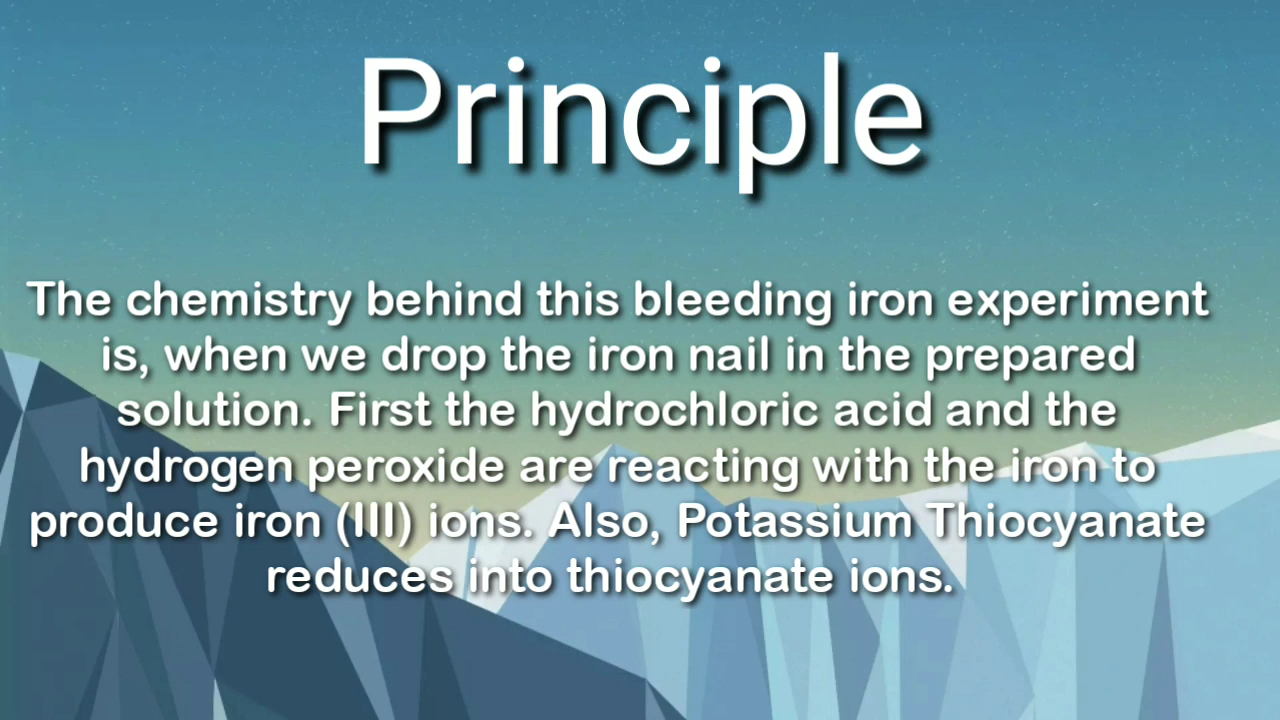 Principle
The chemistry behind this bleeding iron experiment
is, when we drop the iron nail in the prepared
solution. First the hydrochloric acid and the
hydrogen peroxide are reacting with the iron to
produce iron (III) ions. Also, Potassium Thiocyanate
reduces into thiocyanate ions.